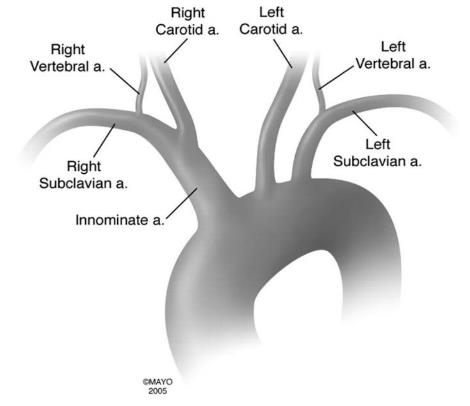 Right
Carotid a.
Left
Carotid a.
Right
Vertebral a.
Left
Vertebral a.
Right
Subclavian a.
Left
Subclavian a.
Innominate a.
©MAYO
2005